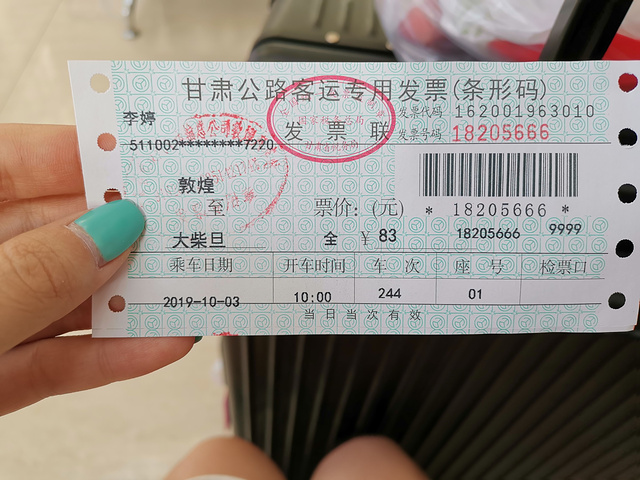 甘肃公路客运专用发票(条形码)
李婷
发票代码 162001963010
发票联
发票号码 18205666
511002********7220
敦煌
至
票价：(元)
* 18205666 *
大柴旦
全 ¥ 83
18205666 9999
乘车日期 开车时间 车次 座号 检票口
2019-10-03 10:00 244 01
当日当次有效